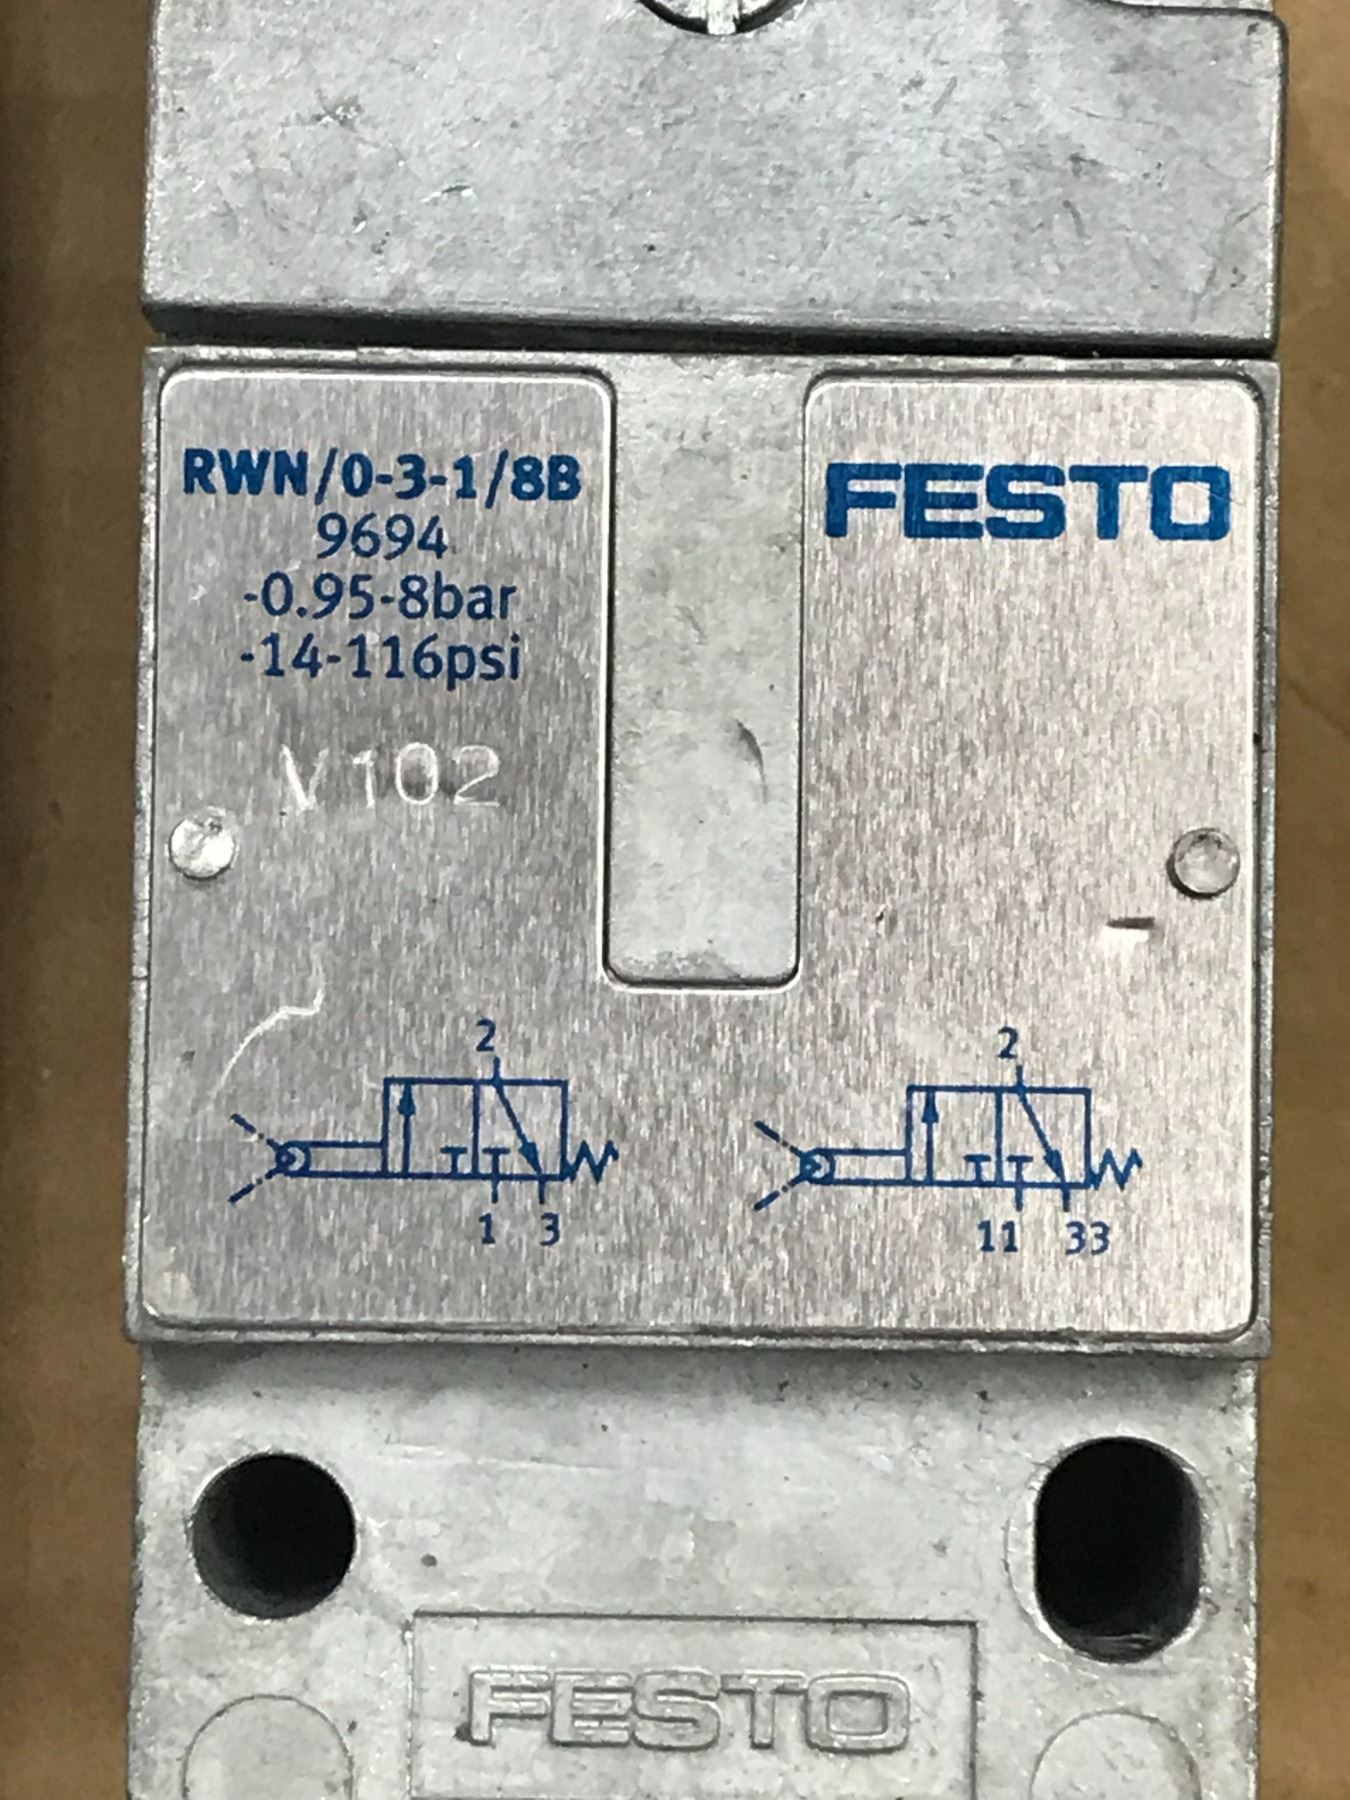 RWN/0-3-1/8B
9694
-0.95-8bar
-14-116psi
V102
FESTO
2
1 3
2
11 33
FESTO